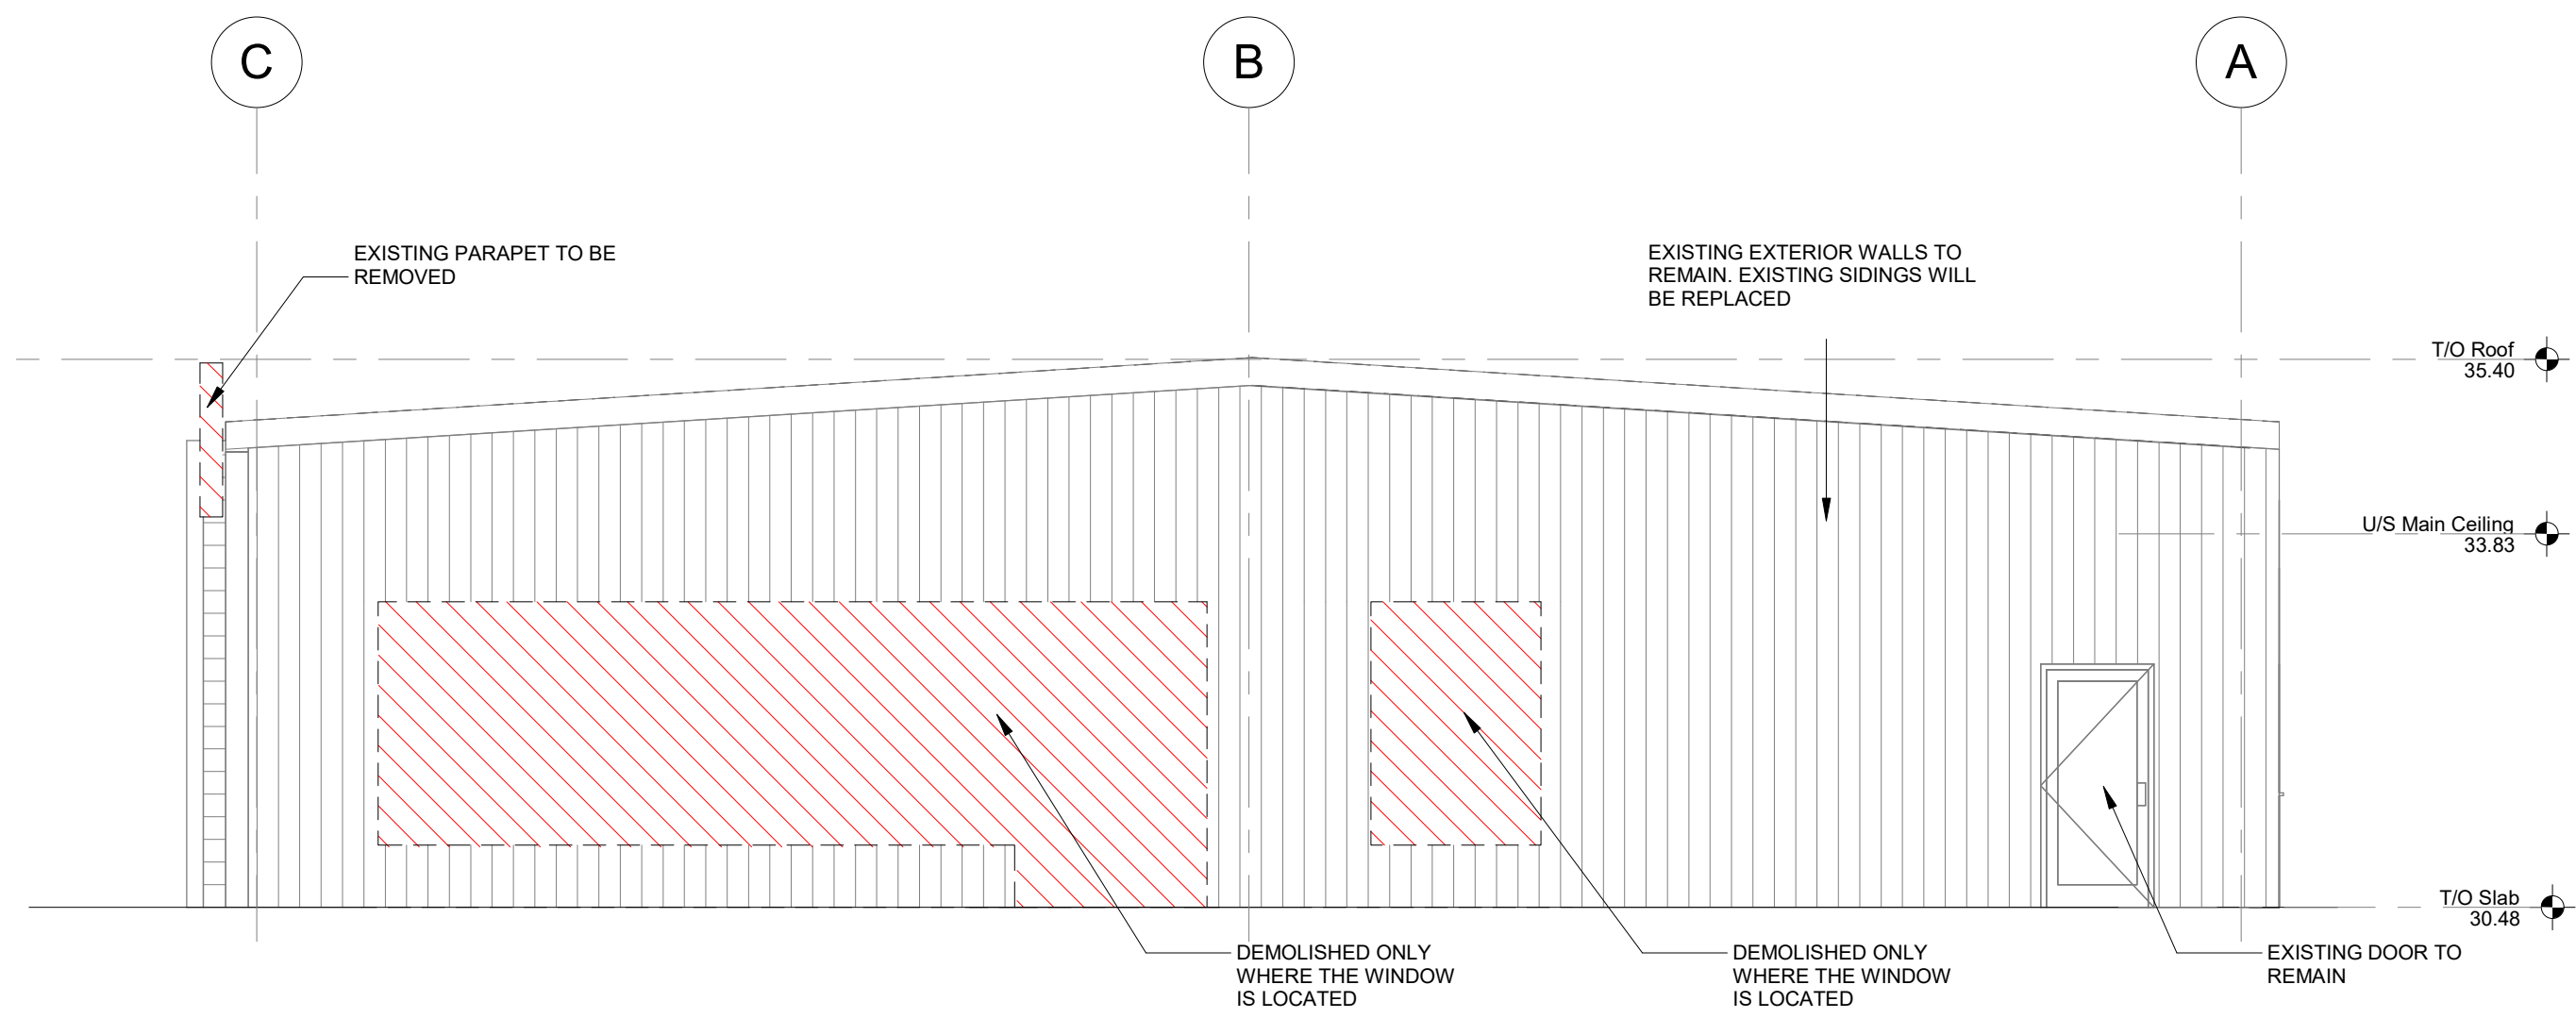 C
B
A
EXISTING PARAPET TO BE
REMOVED
EXISTING EXTERIOR WALLS TO
REMAIN. EXISTING SIDINGS WILL
BE REPLACED
T/O Roof
35.40
U/S Main Ceiling
33.83
T/O Slab
30.48
DEMOLISHED ONLY
WHERE THE WINDOW
IS LOCATED
DEMOLISHED ONLY
WHERE THE WINDOW
IS LOCATED
EXISTING DOOR TO
REMAIN